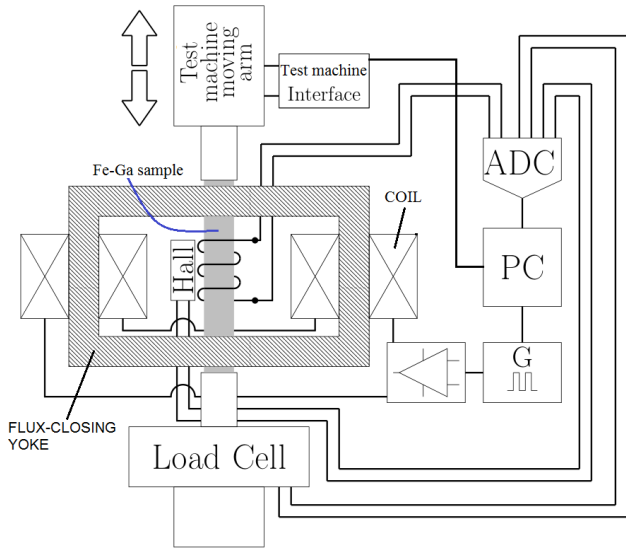 Test
machine
moving
arm
Test machine
Interface
ADC
Fe-Ga sample
COIL
Hall
PC
G
FLUX-CLOSING
YOKE
Load Cell